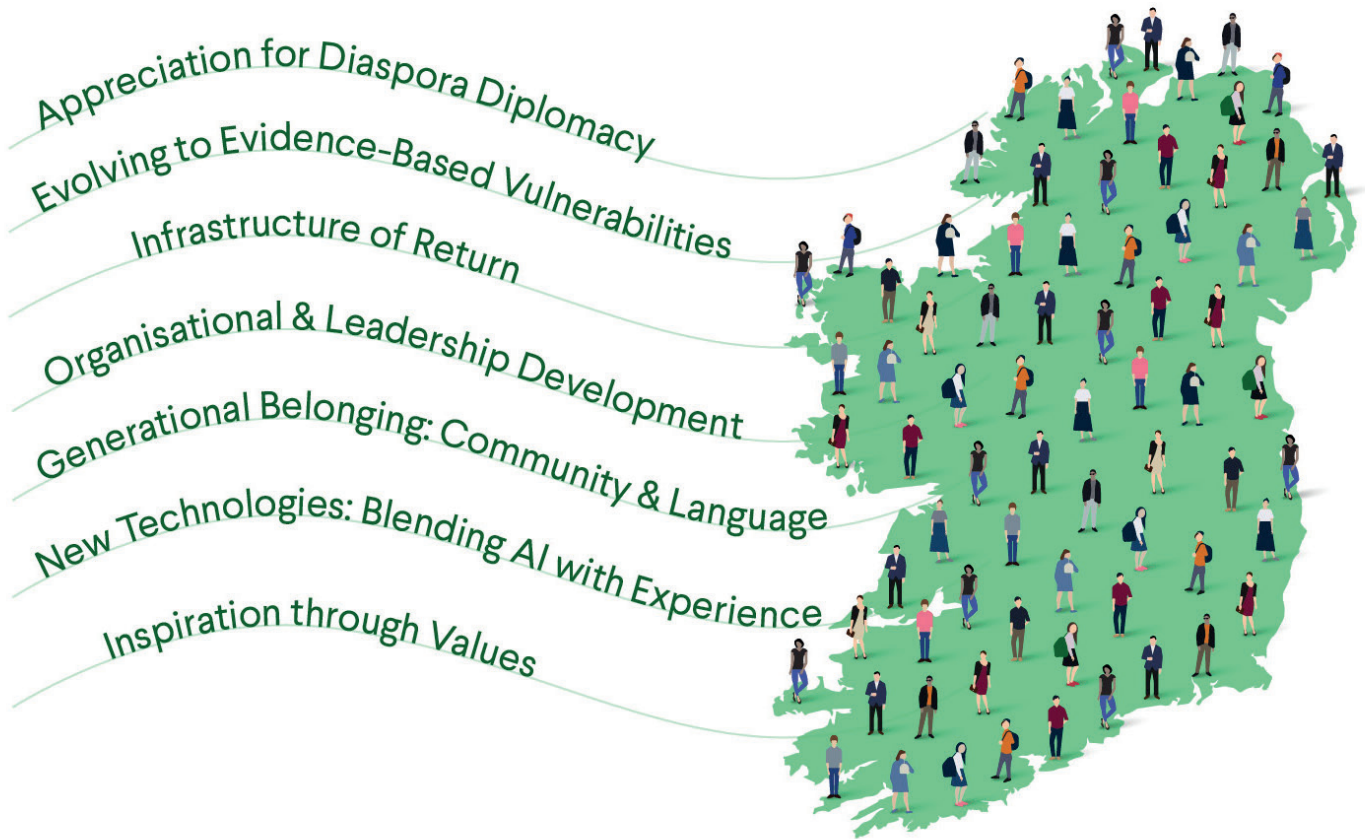 Appreciation for Diaspora Diplomacy
Evolving to Evidence-Based Vulnerabilities
Infrastructure of Return
Organisational & Leadership Development
Generational Belonging: Community & Language
New Technologies: Blending AI with Experience
Inspiration through Values